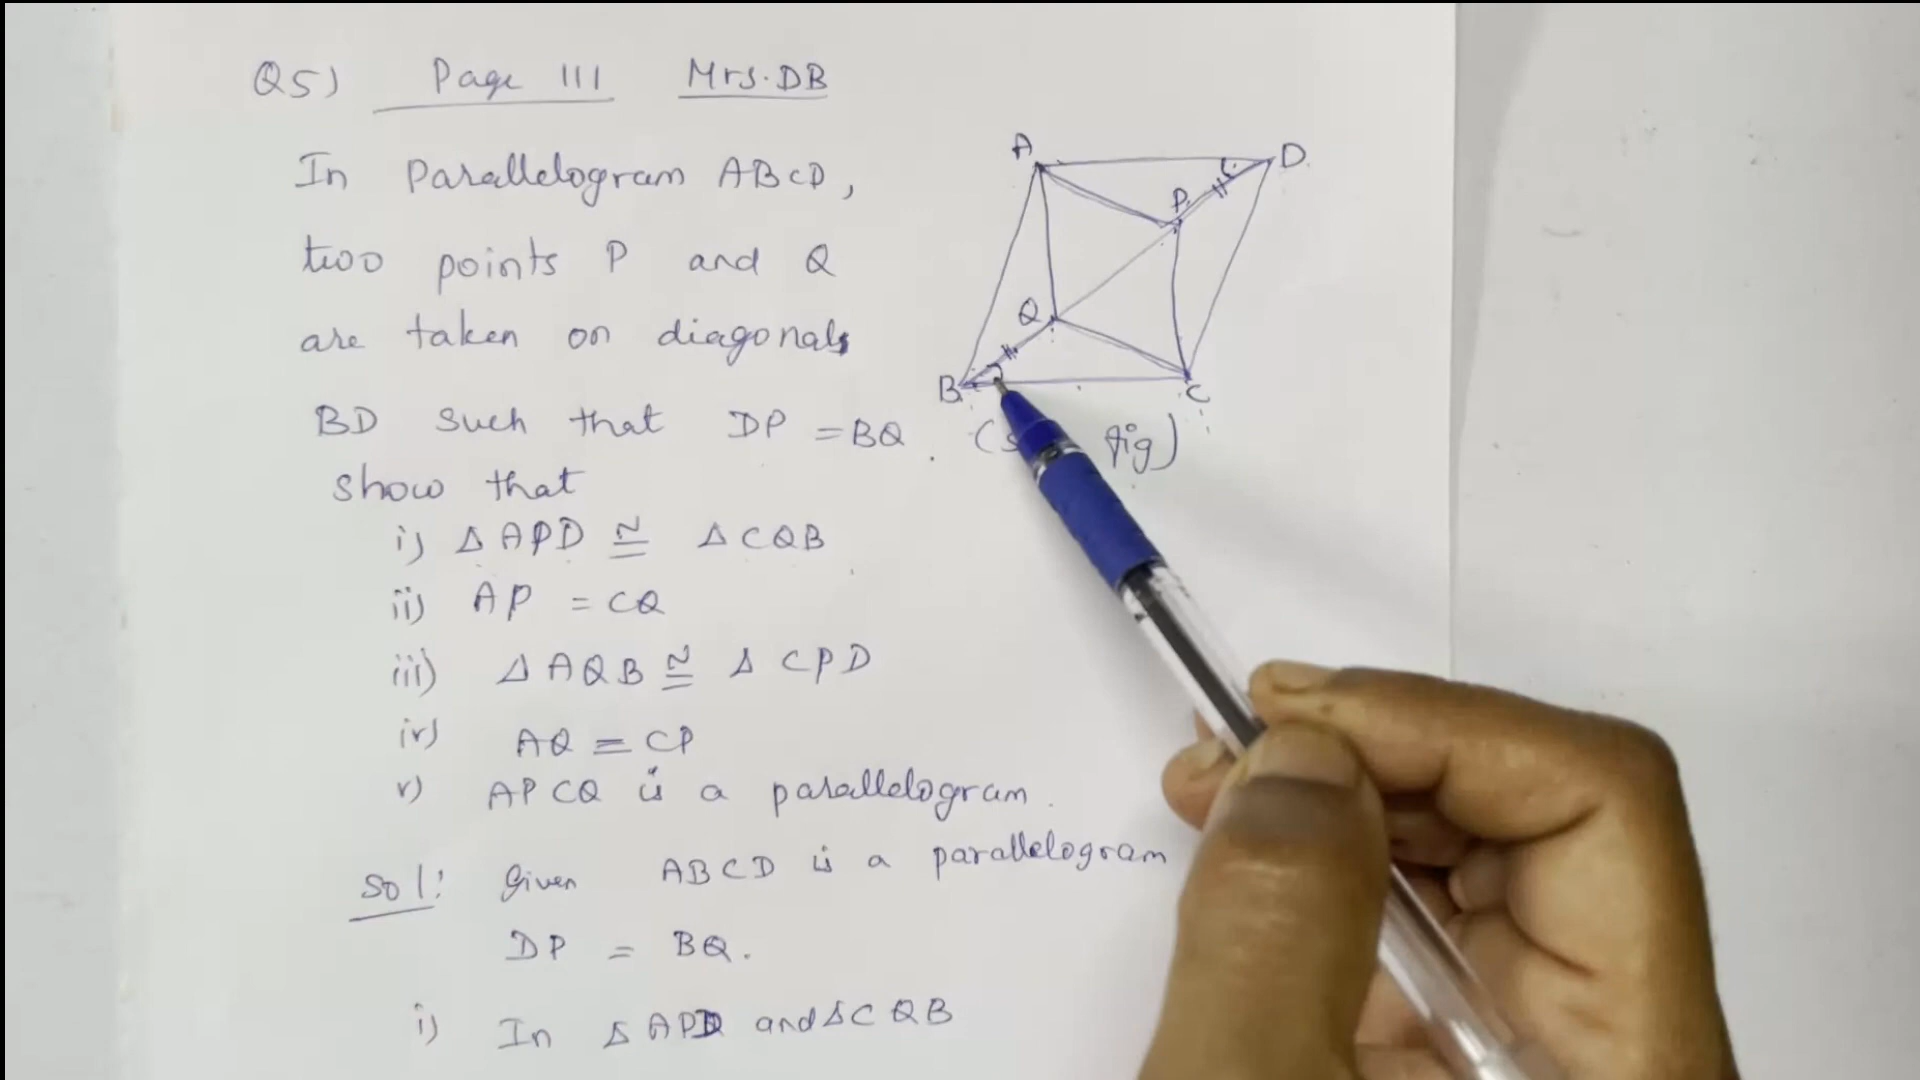 Q5) Page 111 Mrs.DB
In Parallelogram ABCD,
two points P and Q
are taken on diagonals
BD such that DP = BQ. ( fig)
show that
i) Δ APD ≅ Δ CQB
ii) AP = CQ
iii) Δ AQB ≅ Δ CPD
iv) AQ = CP
v) APCQ is a parallelogram.
Sol: Given ABCD is a parallelogram
DP = BQ.
i) In Δ APD and Δ CQB
A
D
P
Q
B
C